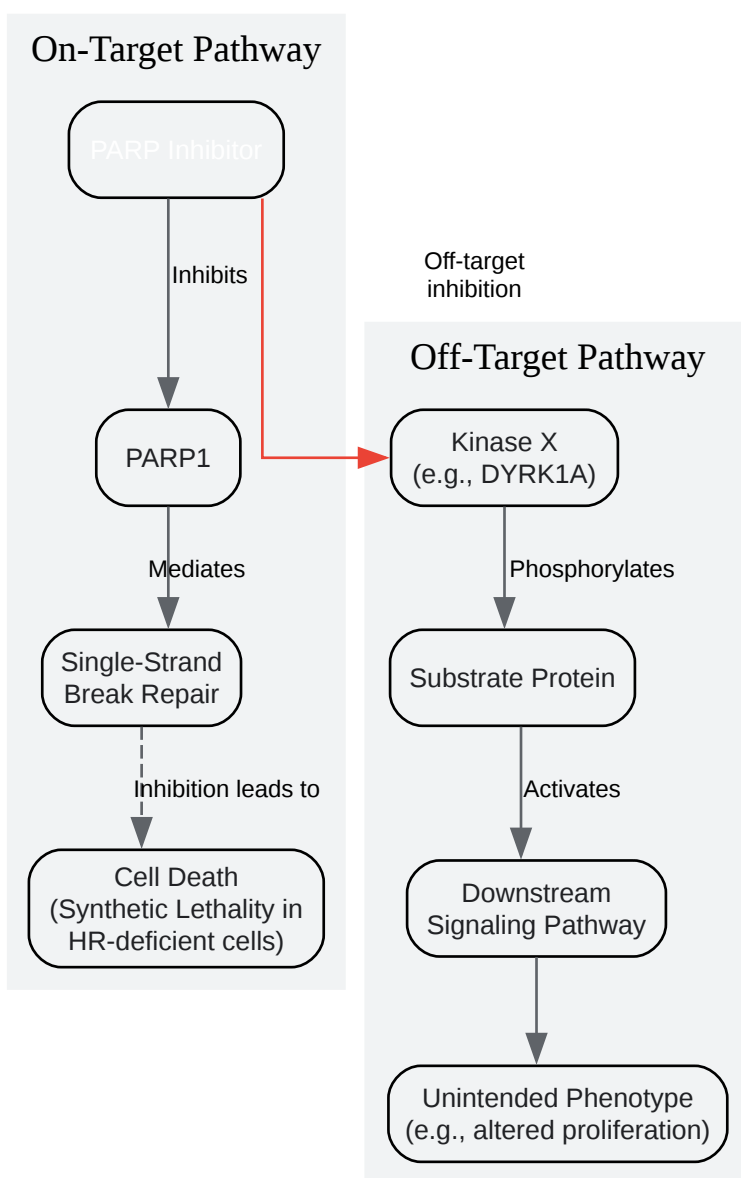 On-Target Pathway
PARP Inhibitor
Inhibits
PARP1
Mediates
Single-Strand
Break Repair
Inhibition leads to
Cell Death
(Synthetic Lethality in
HR-deficient cells)
Off-target
inhibition
Off-Target Pathway
Kinase X
(e.g., DYRK1A)
Phosphorylates
Substrate Protein
Activates
Downstream
Signaling Pathway
Unintended Phenotype
(e.g., altered proliferation)